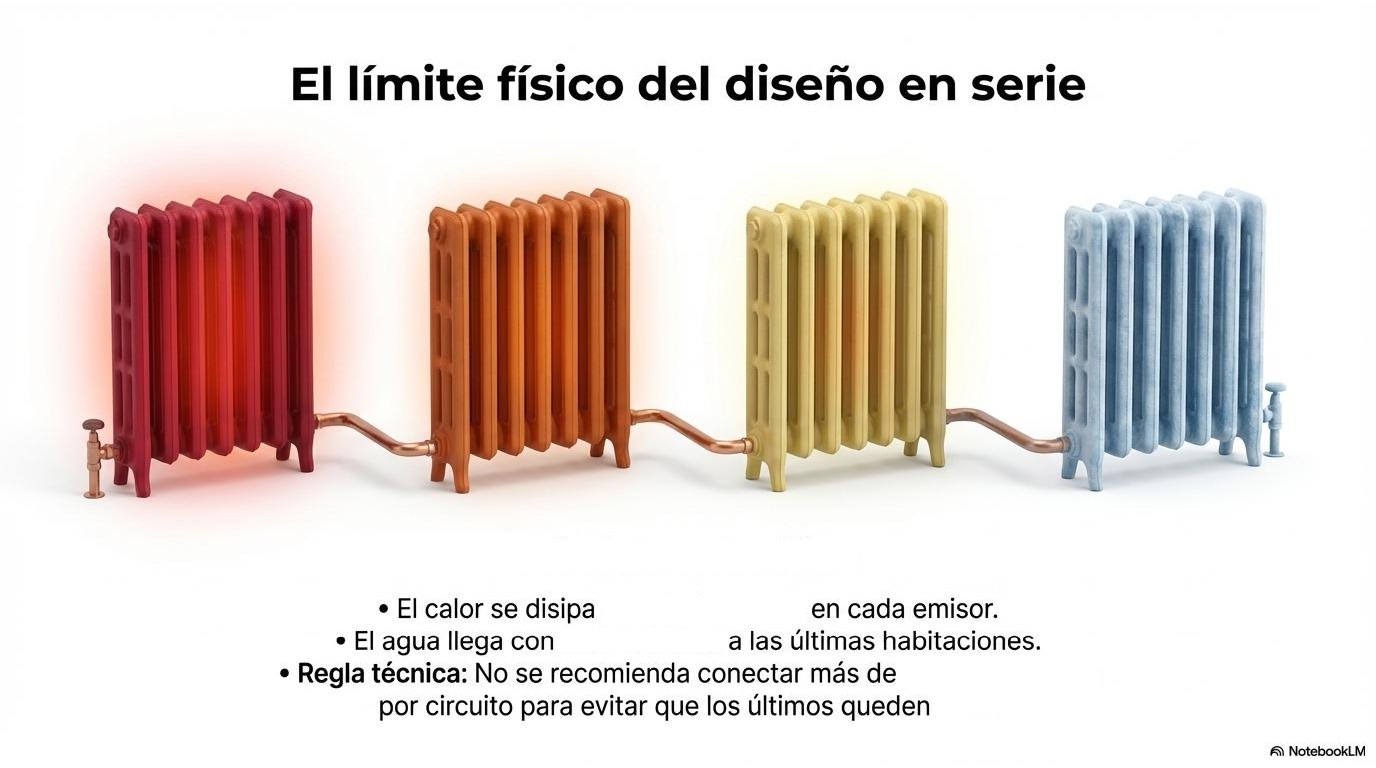 El límite físico del diseño en serie
• El calor se disipa en cada emisor.
• El agua llega con a las últimas habitaciones.
• Regla técnica: No se recomienda conectar más de
por circuito para evitar que los últimos queden
NotebookLM